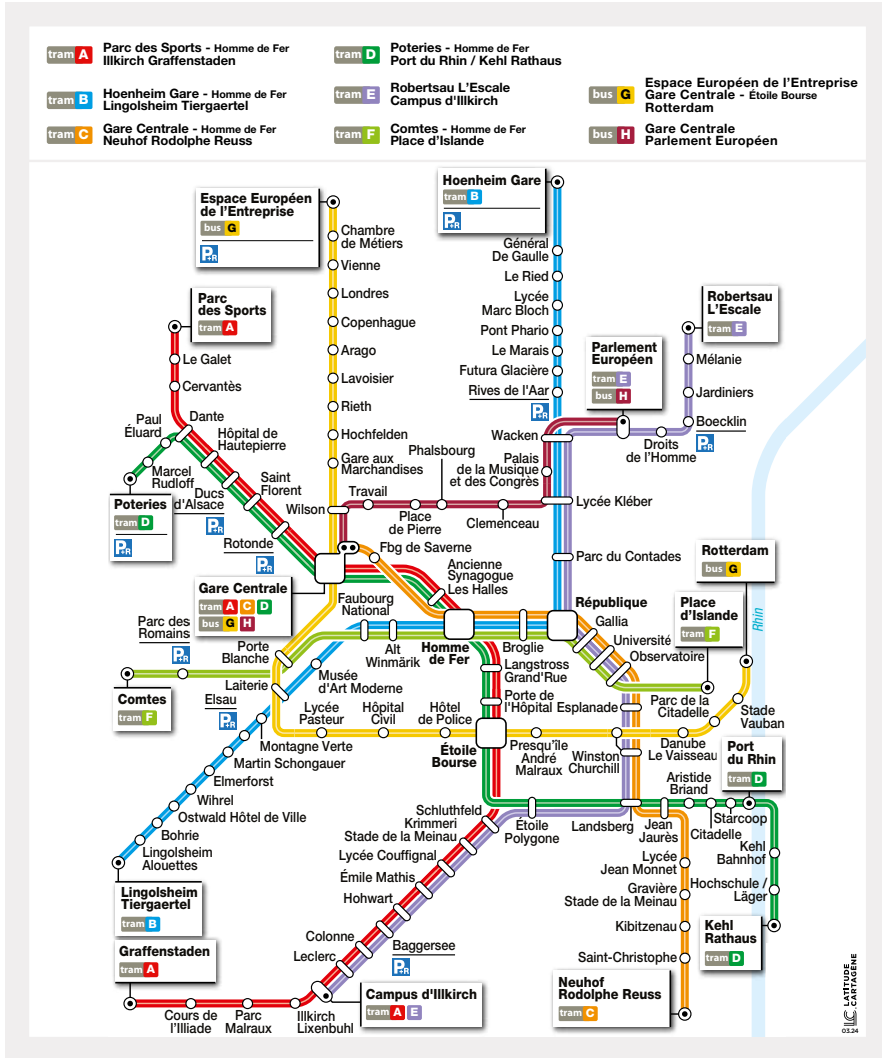 tram A Parc des Sports - Homme de Fer
Illkirch Graffenstaden
tram B Hoenheim Gare - Homme de Fer
Lingolsheim Tiergaertel
tram C Gare Centrale - Homme de Fer
Neuhof Rodolphe Reuss
tram D Poteries - Homme de Fer
Port du Rhin / Kehl Rathaus
tram E Robertsau L'Escale
Campus d'Illkirch
tram F Comtes - Homme de Fer
Place d'Islande
bus G Espace Européen de l'Entreprise
Gare Centrale - Étoile Bourse
Rotterdam
bus H Gare Centrale
Parlement Européen
Espace Européen
de l'Entreprise
bus G
P+R
Chambre
de Métiers
Vienne
Londres
Copenhague
Arago
Lavoisier
Rieth
Hochfelden
Gare aux
Marchandises
Wilson
Hoenheim Gare
tram B
P+R
Général
De Gaulle
Le Ried
Lycée
Marc Bloch
Pont Phario
Le Marais
Futura Glacière
Rives de l'Aar
P+R
Wacken
Palais
de la Musique
et des Congrès
Lycée Kléber
Parc du Contades
Parlement
Européen
tram E
bus H
Robertsau
L'Escale
tram E
Mélanie
Jardiniers
Boecklin
P+R
Droits
de l'Homme
Parc
des Sports
tram A
Le Galet
Cervantès
Dante
Paul
Éluard
Marcel
Rudloff
Poteries
tram D
P+R
Hôpital de
Hautepierre
Ducs
d'Alsace
P+R
Saint
Florent
Rotonde
P+R
Travail
Place
de Pierre
Phalsbourg
Clemenceau
Fbg de Saverne
Gare Centrale
tram A C D
bus G H
Ancienne
Synagogue
Les Halles
Faubourg
National
Alt
Winmärik
Homme
de Fer
Broglie
République
Gallia
Université
Observatoire
Rotterdam
bus G
Place
d'Islande
tram F
Rhin
Parc de la
Citadelle
Stade
Vauban
Parc des
Romains
P+R
Porte
Blanche
Comtes
tram F
Laiterie
Elsau
P+R
Musée
d'Art Moderne
Langstross
Grand'Rue
Porte de
l'Hôpital
Esplanade
Lycée
Pasteur
Hôpital
Civil
Hôtel
de Police
Étoile
Bourse
Presqu'île
André
Malraux
Winston
Churchill
Danube
Le Vaisseau
Port
du Rhin
tram D
Montagne Verte
Martin Schongauer
Elmerforst
Wihrel
Ostwald Hôtel de Ville
Bohrie
Lingolsheim
Alouettes
Lingolsheim
Tiergaertel
tram B
Schluthfeld
Krimmeri
Stade de la Meinau
Lycée Couffignal
Émile Mathis
Hohwart
Colonne
Leclerc
Baggersee
P+R
Étoile
Polygone
Landsberg
Jean
Jaurès
Aristide
Briand
Citadelle
Starcoop
Kehl
Bahnhof
Hochschule /
Läger
Kehl
Rathaus
tram D
Lycée
Jean Monnet
Gravière
Stade de la Meinau
Kibitzenau
Saint-Christophe
Neuhof
Rodolphe Reuss
tram C
Graffenstaden
tram A
Cours de
l'Illiade
Parc
Malraux
Illkirch
Lixenbuhl
Campus d'Illkirch
tram A E
LATITUDE
CARTAGÈNE
03.24